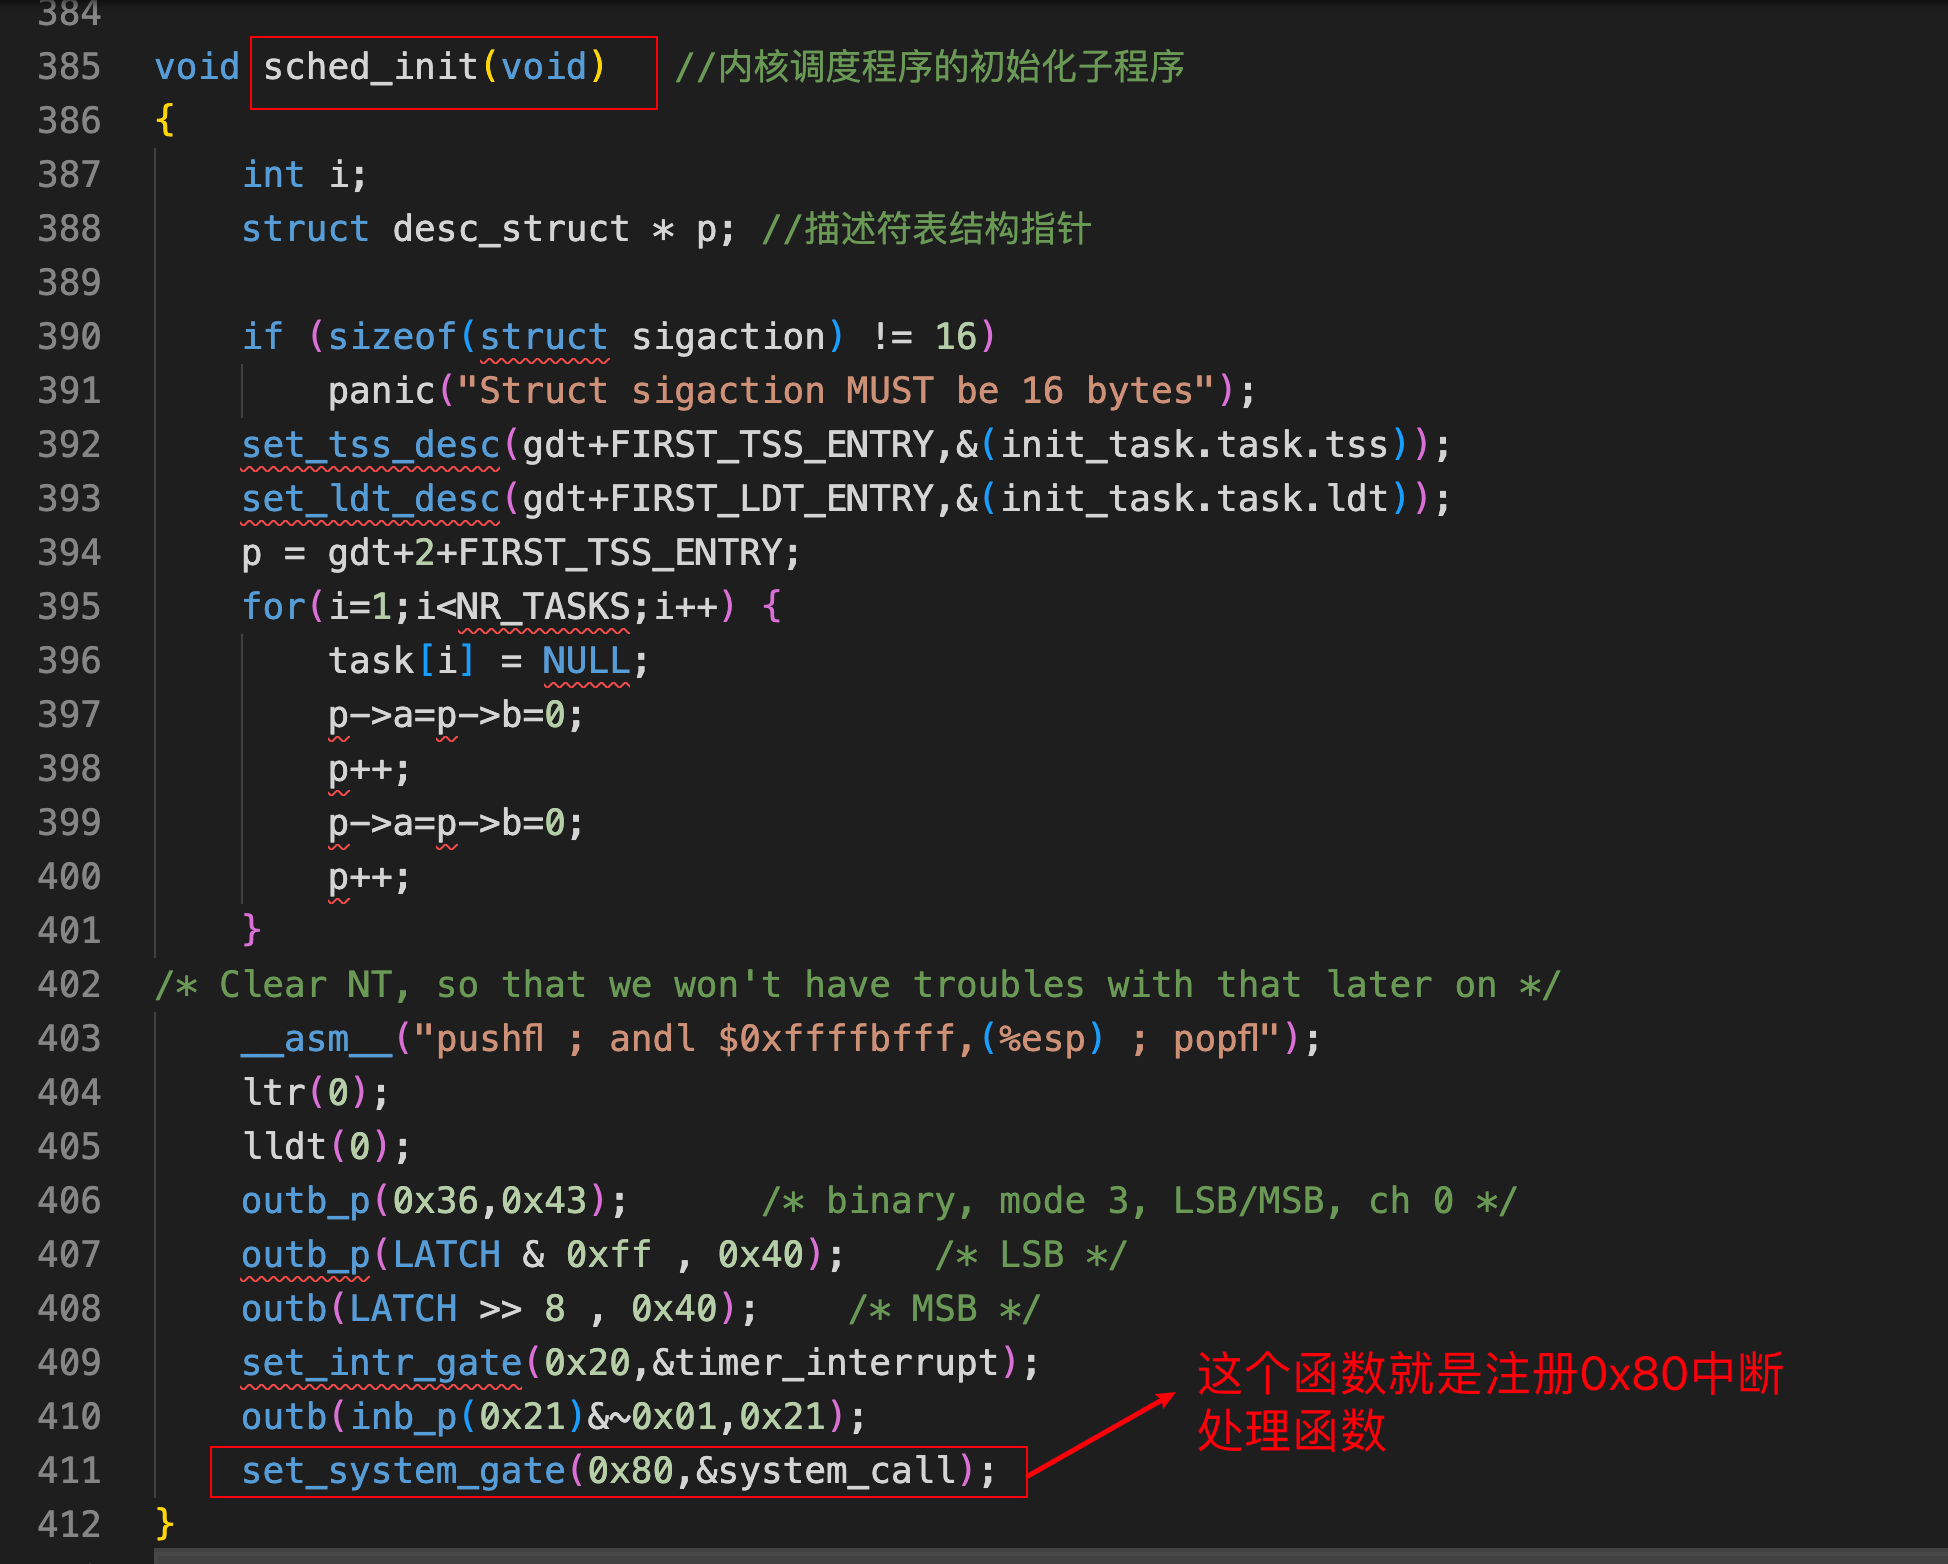 384
385 void sched_init(void) //内核调度程序的初始化子程序
386 {
387 int i;
388 struct desc_struct * p; //描述符表结构指针
389
390 if (sizeof(struct sigaction) != 16)
391 panic("Struct sigaction MUST be 16 bytes");
392 set_tss_desc(gdt+FIRST_TSS_ENTRY,&(init_task.task.tss));
393 set_ldt_desc(gdt+FIRST_LDT_ENTRY,&(init_task.task.ldt));
394 p = gdt+2+FIRST_TSS_ENTRY;
395 for(i=1;i<NR_TASKS;i++) {
396 task[i] = NULL;
397 p->a=p->b=0;
398 p++;
399 p->a=p->b=0;
400 p++;
401 }
402 /* Clear NT, so that we won't have troubles with that later on */
403 __asm__("pushfl ; andl $0xffffbfff,(%esp) ; popfl");
404 ltr(0);
405 lldt(0);
406 outb_p(0x36,0x43); /* binary, mode 3, LSB/MSB, ch 0 */
407 outb_p(LATCH & 0xff , 0x40); /* LSB */
408 outb(LATCH >> 8 , 0x40); /* MSB */
409 set_intr_gate(0x20,&timer_interrupt);
410 outb(inb_p(0x21)&~0x01,0x21);
411 set_system_gate(0x80,&system_call);
412 }
这个函数就是注册0x80中断
处理函数